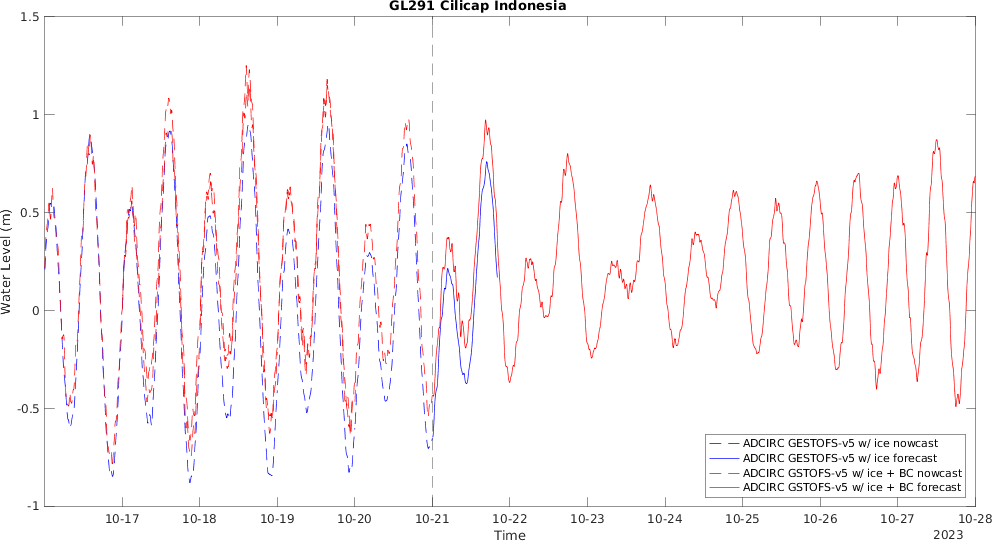 GL291 Cilicap Indonesia
1.5
1
0.5
0
-0.5
-1
Water Level (m)
10-17 10-18 10-19 10-20 10-21 10-22 10-23 10-24 10-25 10-26 10-27 10-28
Time
2023
ADCIRC GESTOFS-v5 w/ ice nowcast
ADCIRC GESTOFS-v5 w/ ice forecast
ADCIRC GSTOFS-v5 w/ ice + BC nowcast
ADCIRC GSTOFS-v5 w/ ice + BC forecast